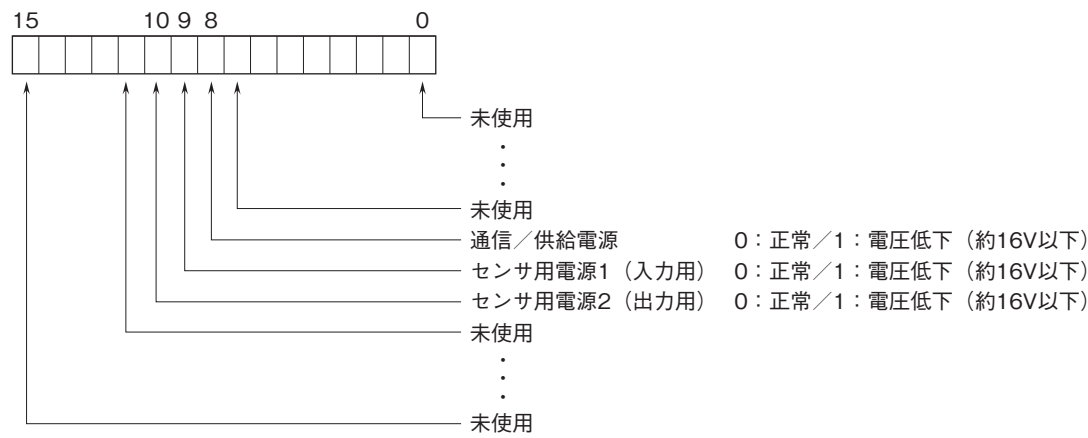 15 10 9 8 0
未使用
・
・
・
未使用
通信／供給電源 0：正常／1：電圧低下（約16V以下）
センサ用電源1（入力用） 0：正常／1：電圧低下（約16V以下）
センサ用電源2（出力用） 0：正常／1：電圧低下（約16V以下）
未使用
・
・
・
未使用